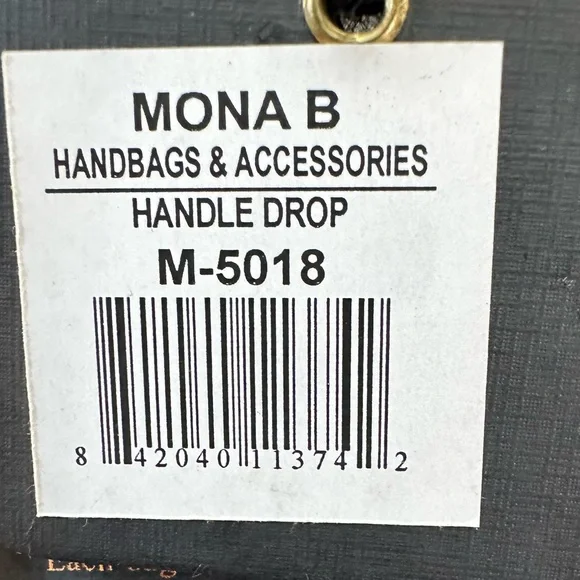 MONA B
HANDBAGS & ACCESSORIES
HANDLE DROP
M-5018
8 42040 11374 2